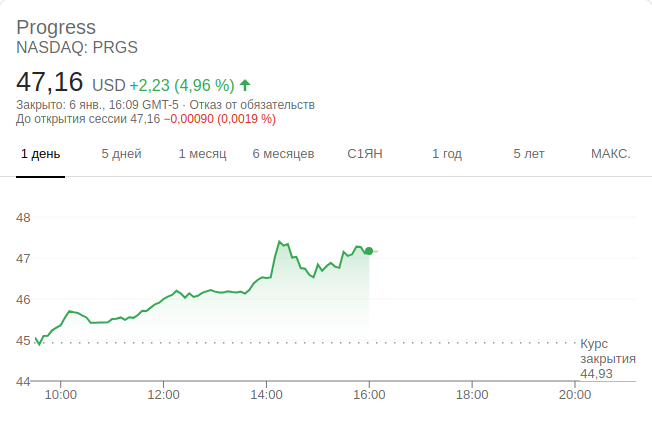 Progress
NASDAQ: PRGS
47,16 USD +2,23 (4,96 %)
Закрыто: 6 янв., 16:09 GMT-5 · Отказ от обязательств
До открытия сессии 47,16 −0,00090 (0,0019 %)
1 день 5 дней 1 месяц 6 месяцев С1ЯН 1 год 5 лет МАКС.
48
47
46
45
Курс
закрытия
44,93
44
10:00 12:00 14:00 16:00 18:00 20:00